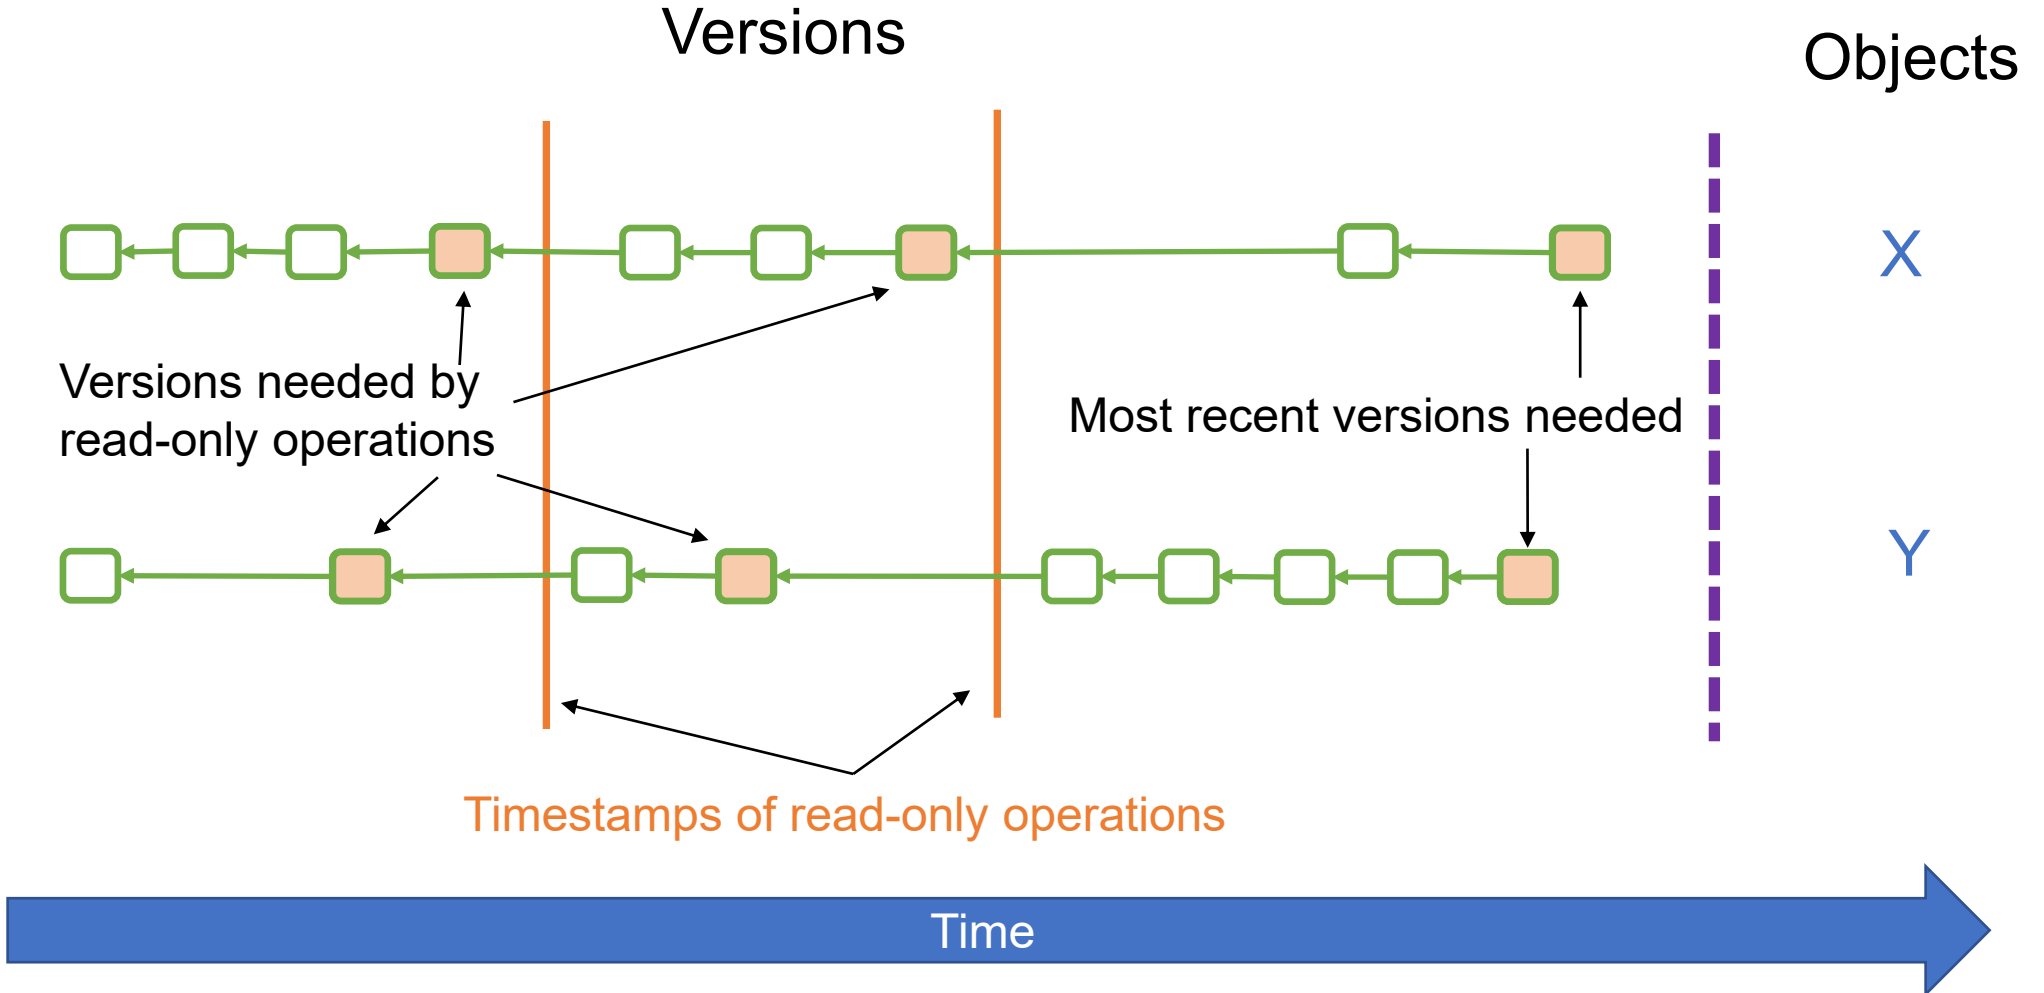 Versions
Objects
X
Versions needed by
read-only operations
Most recent versions needed
Y
Timestamps of read-only operations
Time